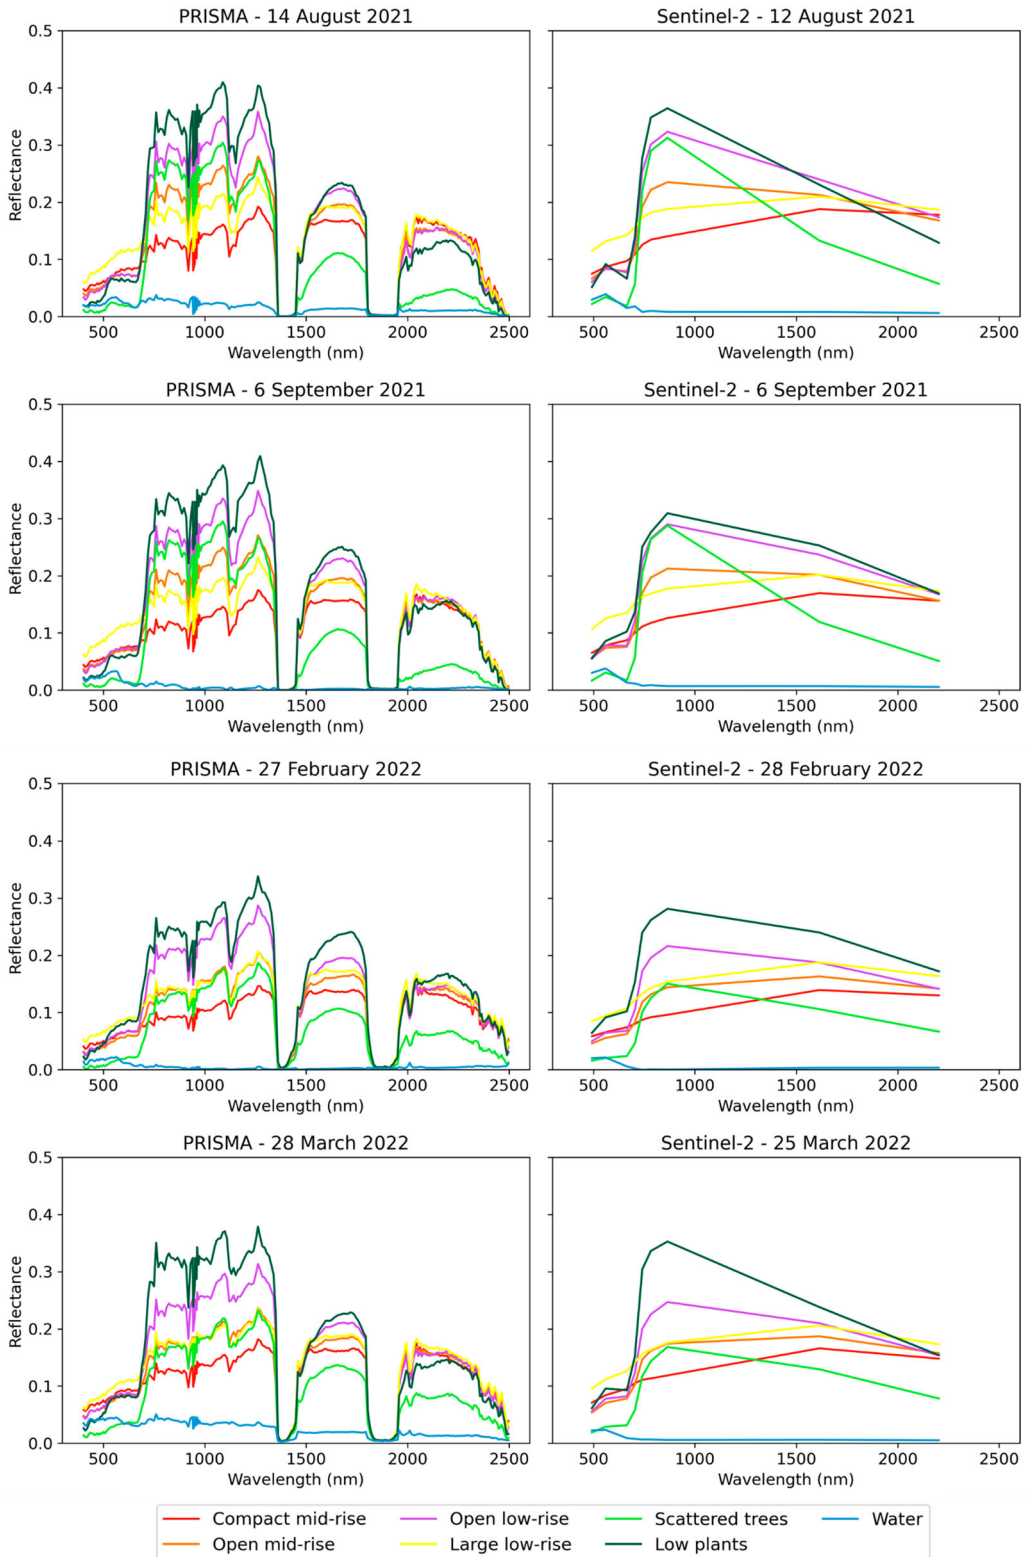 PRISMA - 14 August 2021
Sentinel-2 - 12 August 2021
0.5
0.4
0.3
0.2
0.1
0.0
Reflectance
500 1000 1500 2000 2500
500 1000 1500 2000 2500
Wavelength (nm)
Wavelength (nm)
PRISMA - 6 September 2021
Sentinel-2 - 6 September 2021
0.5
0.4
0.3
0.2
0.1
0.0
Reflectance
500 1000 1500 2000 2500
500 1000 1500 2000 2500
Wavelength (nm)
Wavelength (nm)
PRISMA - 27 February 2022
Sentinel-2 - 28 February 2022
0.5
0.4
0.3
0.2
0.1
0.0
Reflectance
500 1000 1500 2000 2500
500 1000 1500 2000 2500
Wavelength (nm)
Wavelength (nm)
PRISMA - 28 March 2022
Sentinel-2 - 25 March 2022
0.5
0.4
0.3
0.2
0.1
0.0
Reflectance
500 1000 1500 2000 2500
500 1000 1500 2000 2500
Wavelength (nm)
Wavelength (nm)
Compact mid-rise Open low-rise Scattered trees Water
Open mid-rise Large low-rise Low plants